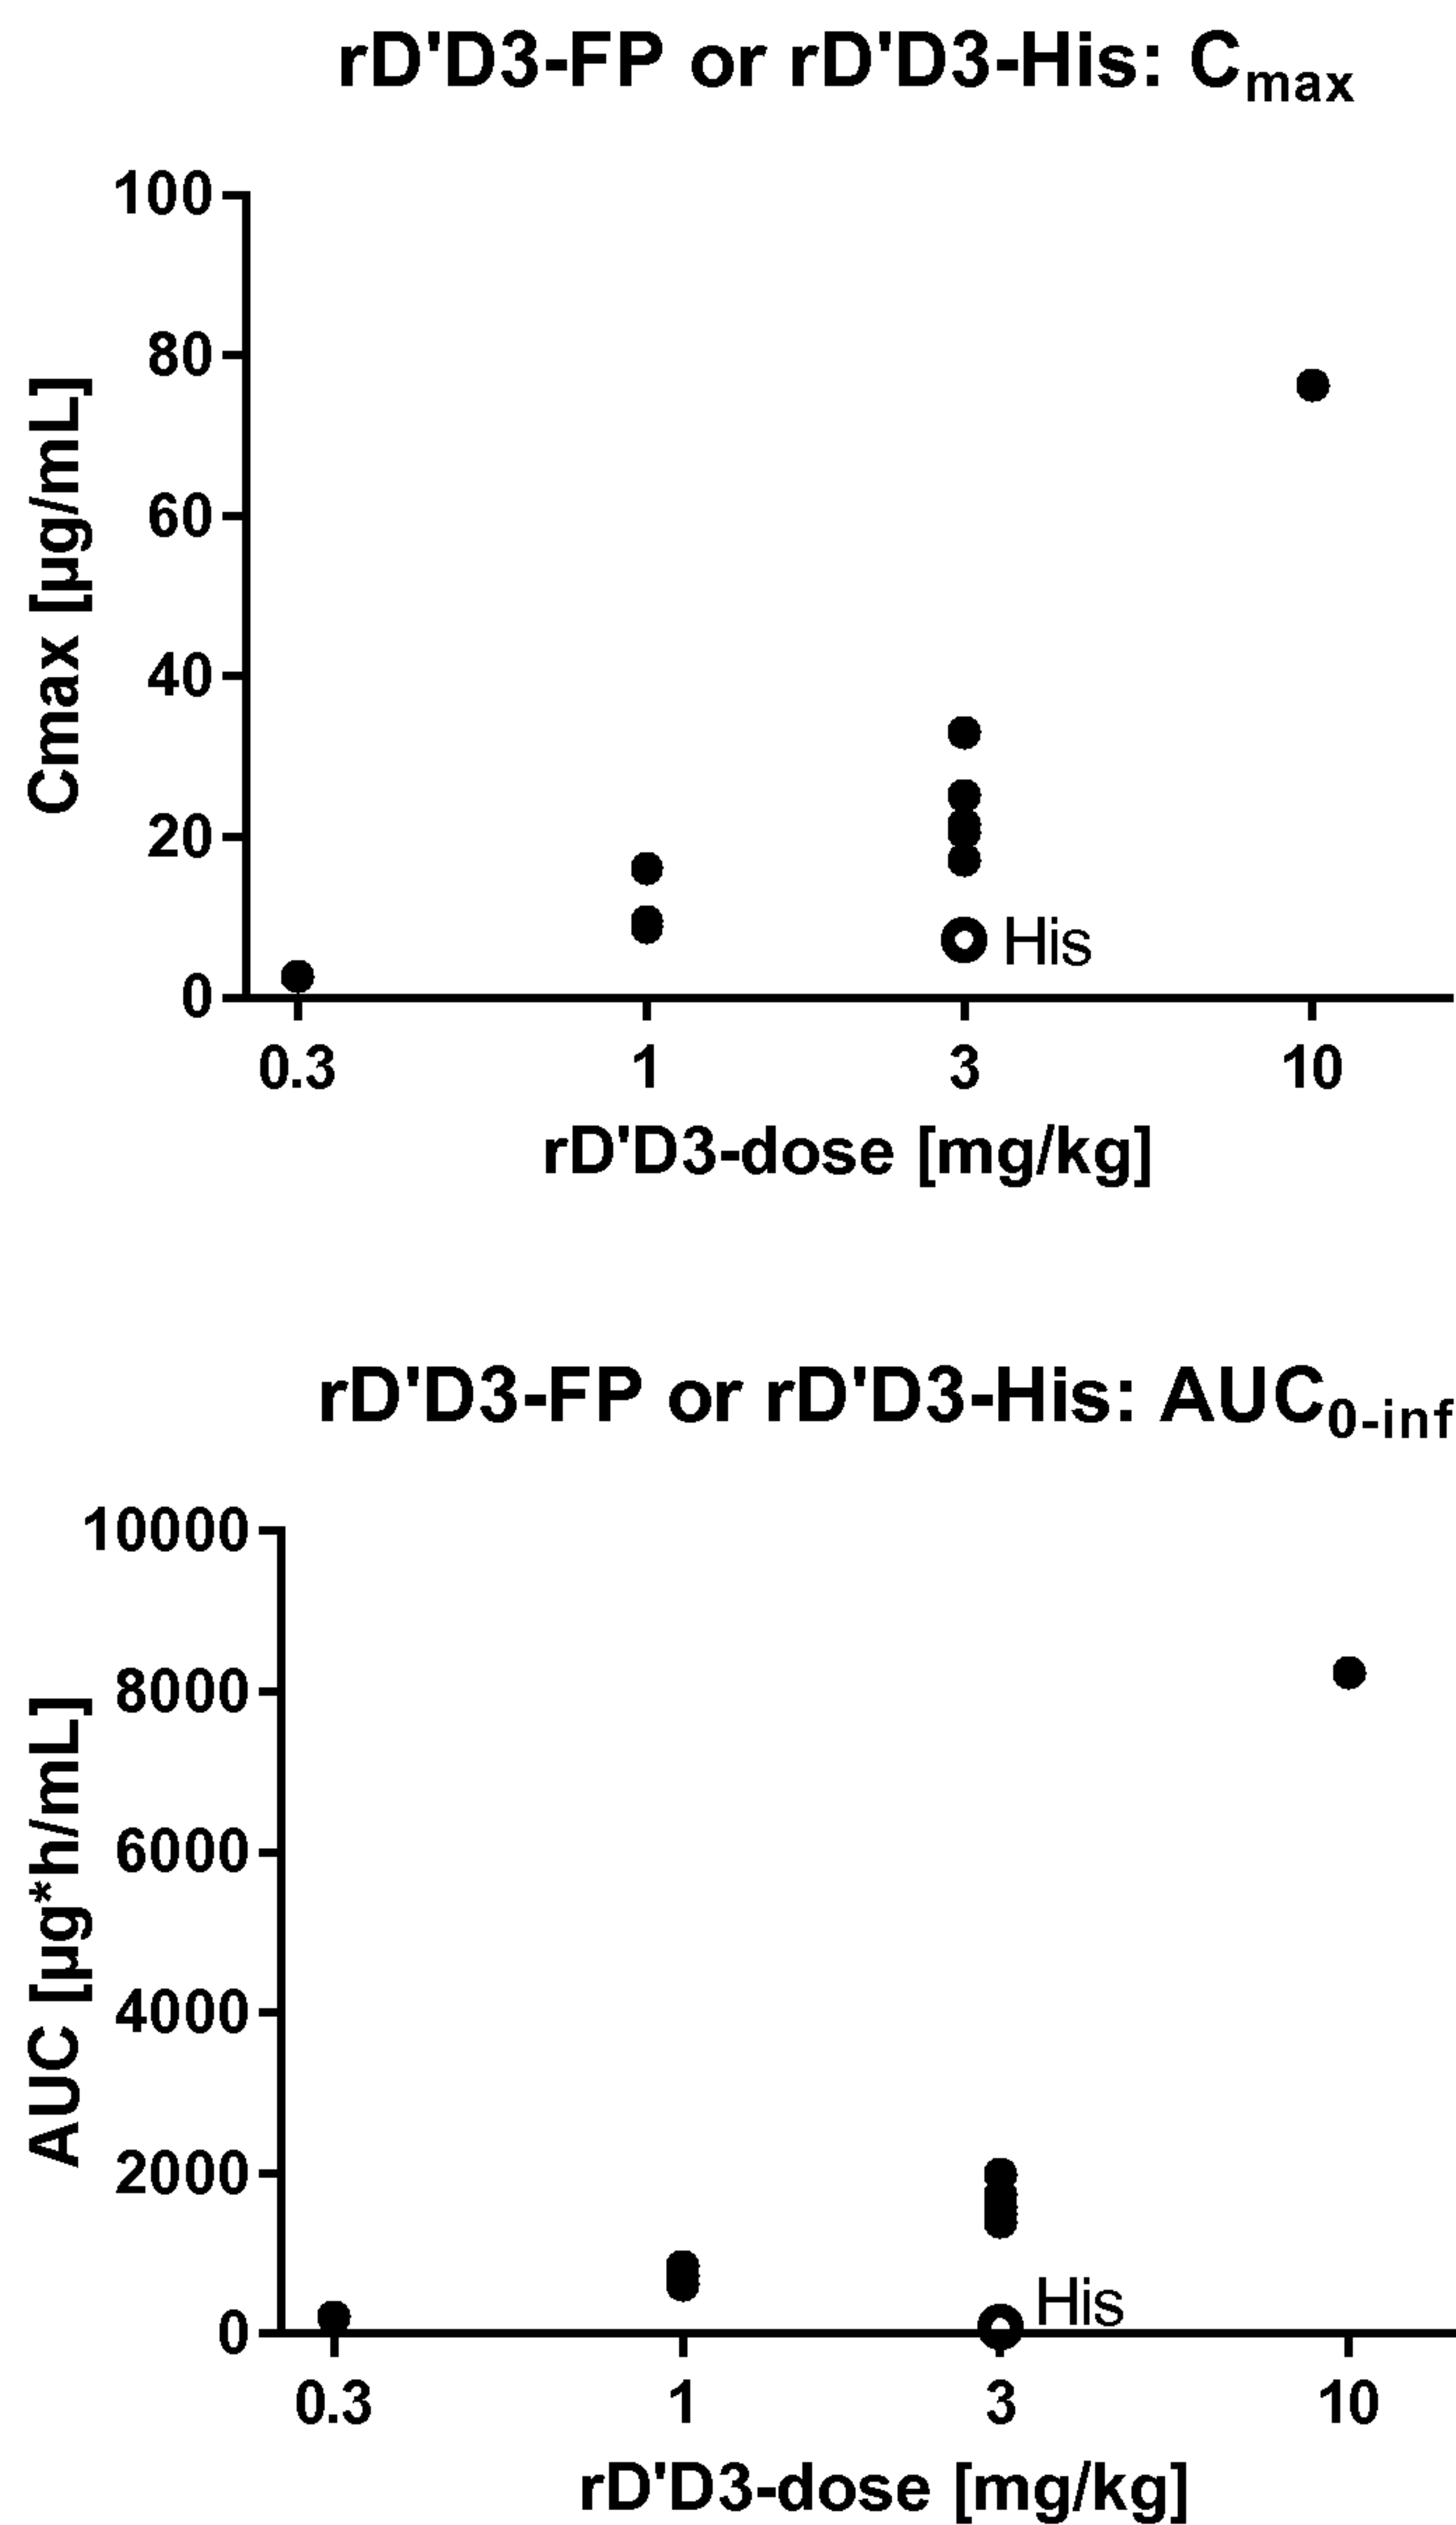 rD'D3-FP or rD'D3-His: Cmax
100
80
60
40
20
0
Cmax [µg/mL]
His
0.3 1 3 10
rD'D3-dose [mg/kg]
rD'D3-FP or rD'D3-His: AUC0-inf
10000
8000
6000
4000
2000
0
AUC [µg*h/mL]
His
0.3 1 3 10
rD'D3-dose [mg/kg]